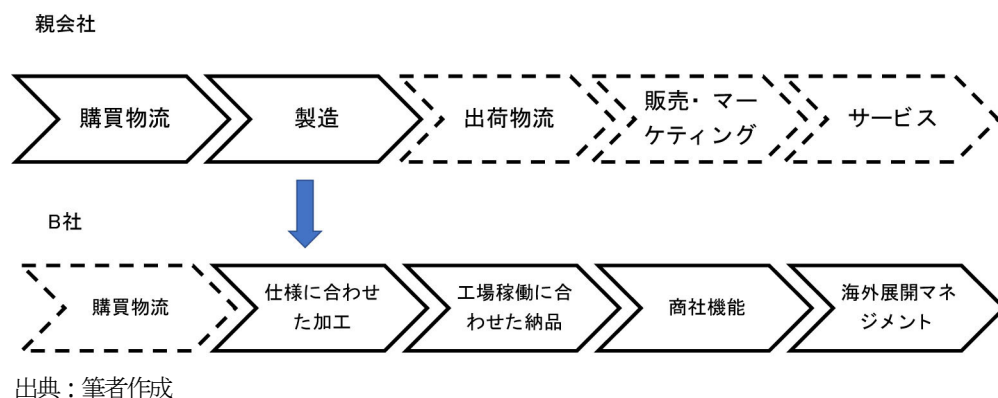 親会社
購買物流
製造
出荷物流
販売・マー
ケティング
サービス
B社
購買物流
仕様に合わせ
た加工
工場稼働に合
わせた納品
商社機能
海外展開マネ
ジメント
出典：筆者作成